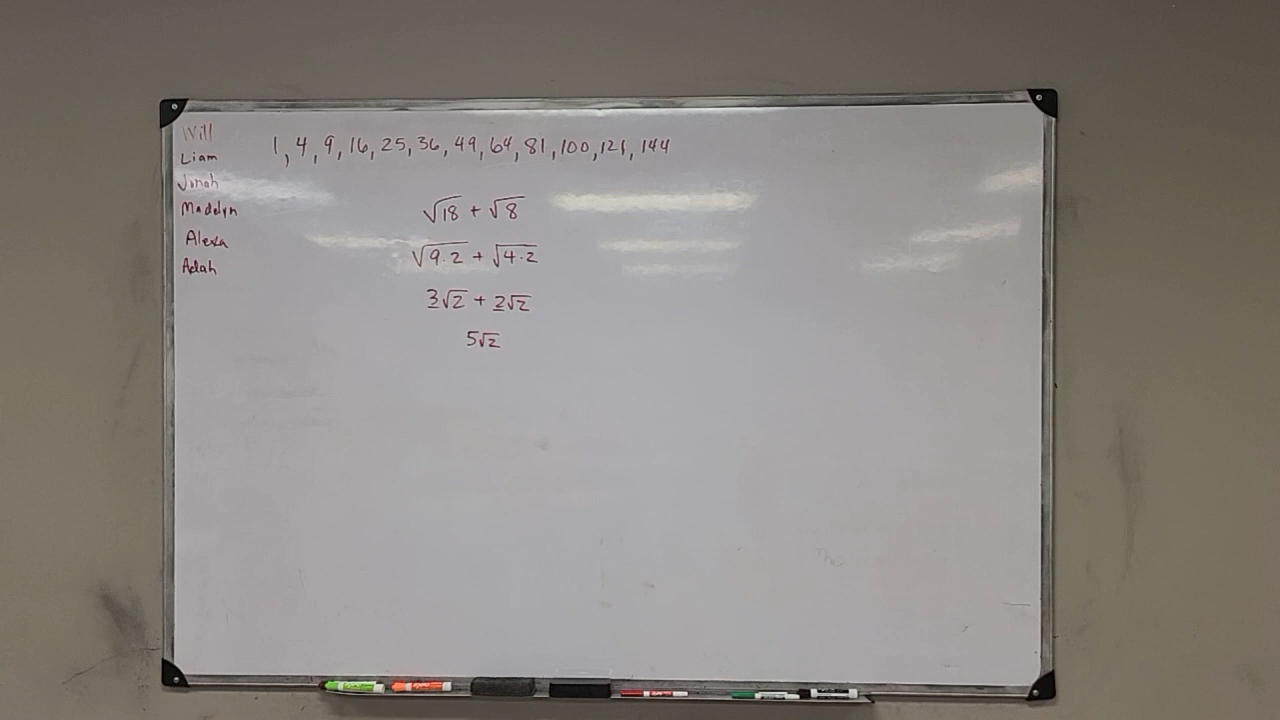 Will
Liam
Jonah
Madelyn
Alexa
Adah
1, 4, 9, 16, 25, 36, 49, 64, 81, 100, 121, 144
√18 + √8
√9·2 + √4·2
3√2 + 2√2
5√2